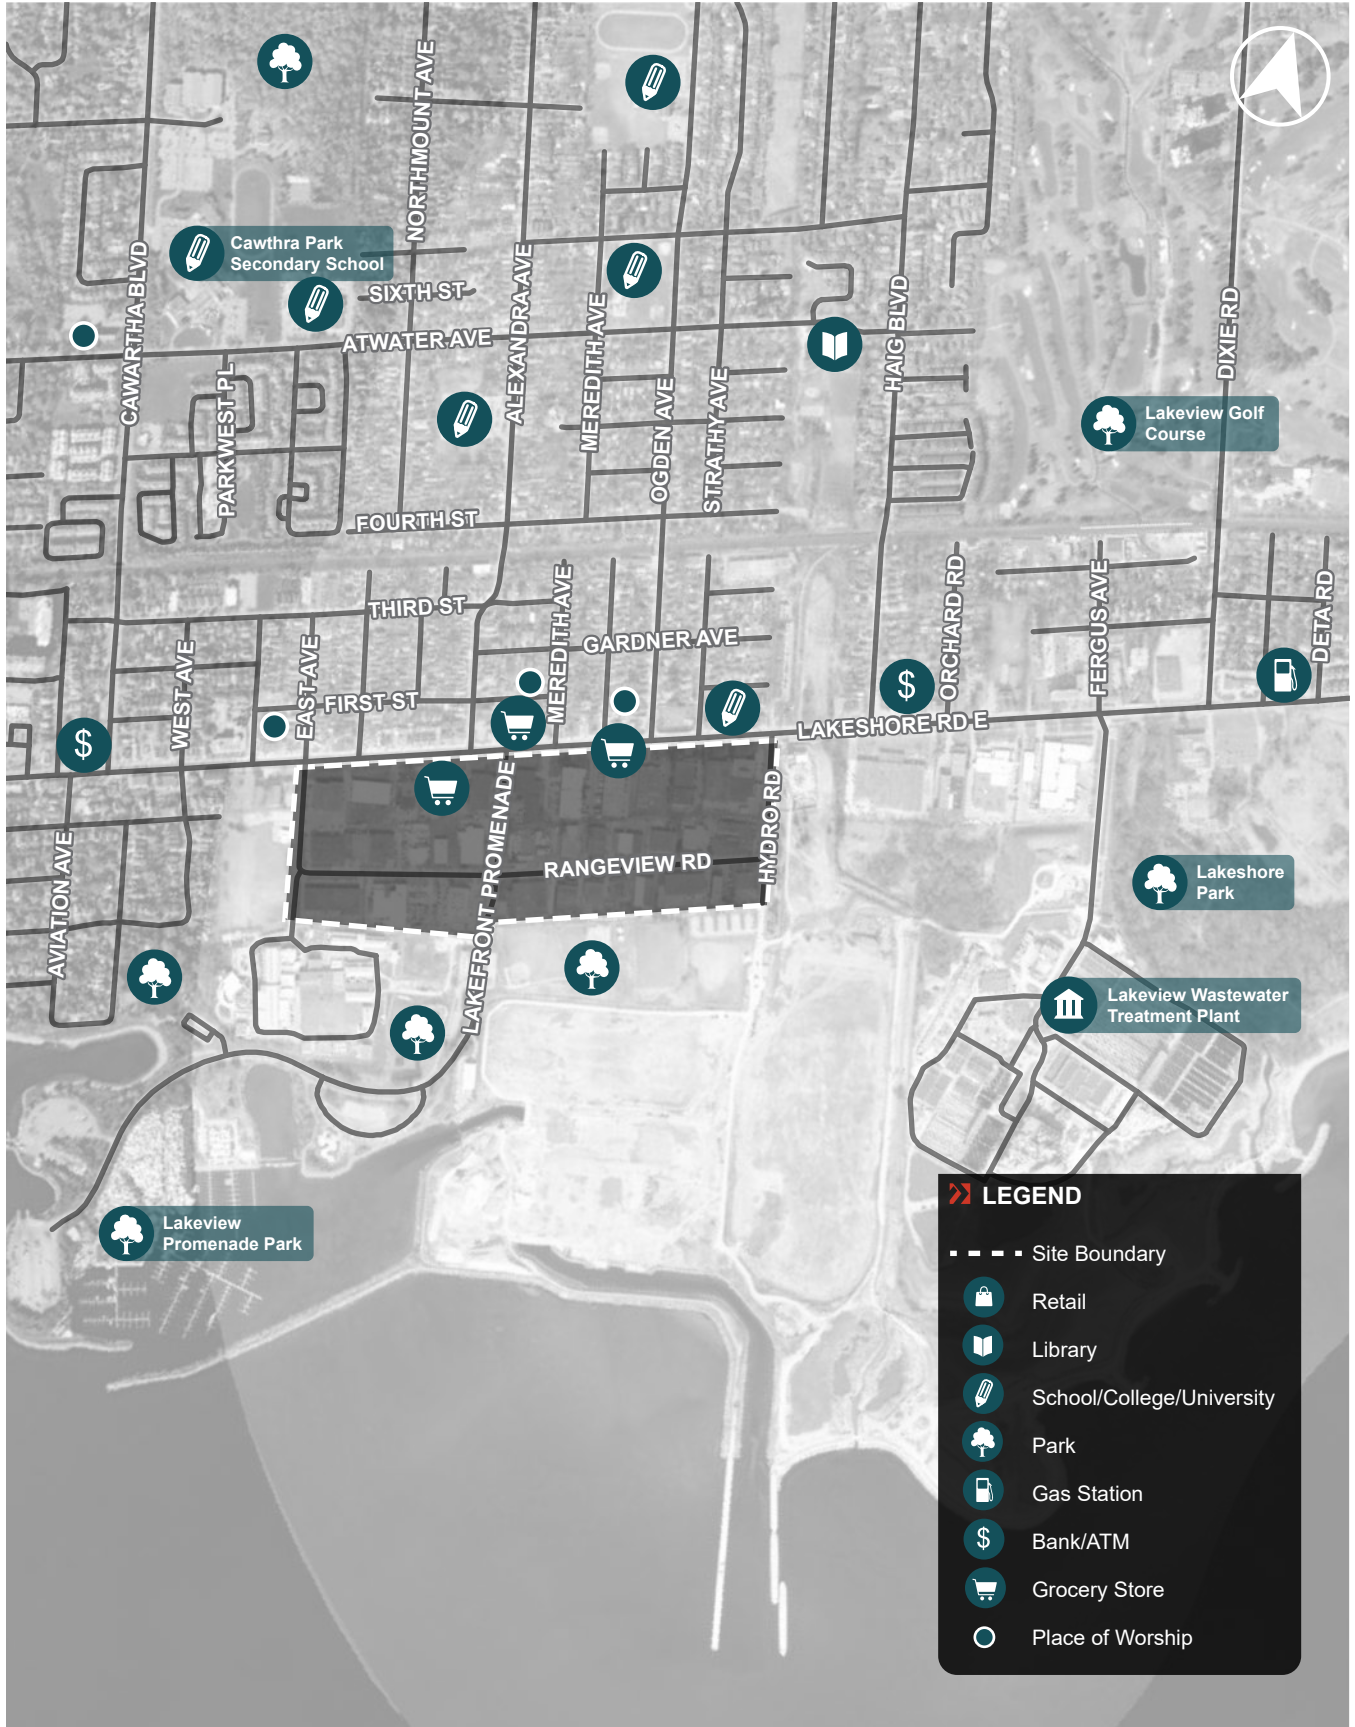 NORTHMOUNT AVE
Cawthra Park
Secondary School
CAWARTHA BLVD
SIXTH ST
ATWATER AVE
ALEXANDRA AVE
MEREDITH AVE
HAIG BLVD
DIXIE RD
PARKWEST PL
OGDEN AVE
STRATHY AVE
Lakeview Golf
Course
FOURTH ST
THIRD ST
MEREDITH AVE
GARDNER AVE
ORCHARD RD
FERGUS AVE
DETA RD
WEST AVE
EAST AVE
FIRST ST
$
$
LAKESHORE RD E
LAKEFRONT PROMENADE
RANGEVIEW RD
HYDRO RD
AVIATION AVE
Lakeshore
Park
Lakeview Wastewater
Treatment Plant
Lakeview
Promenade Park
LEGEND
Site Boundary
Retail
Library
School/College/University
Park
Gas Station
$ Bank/ATM
Grocery Store
Place of Worship